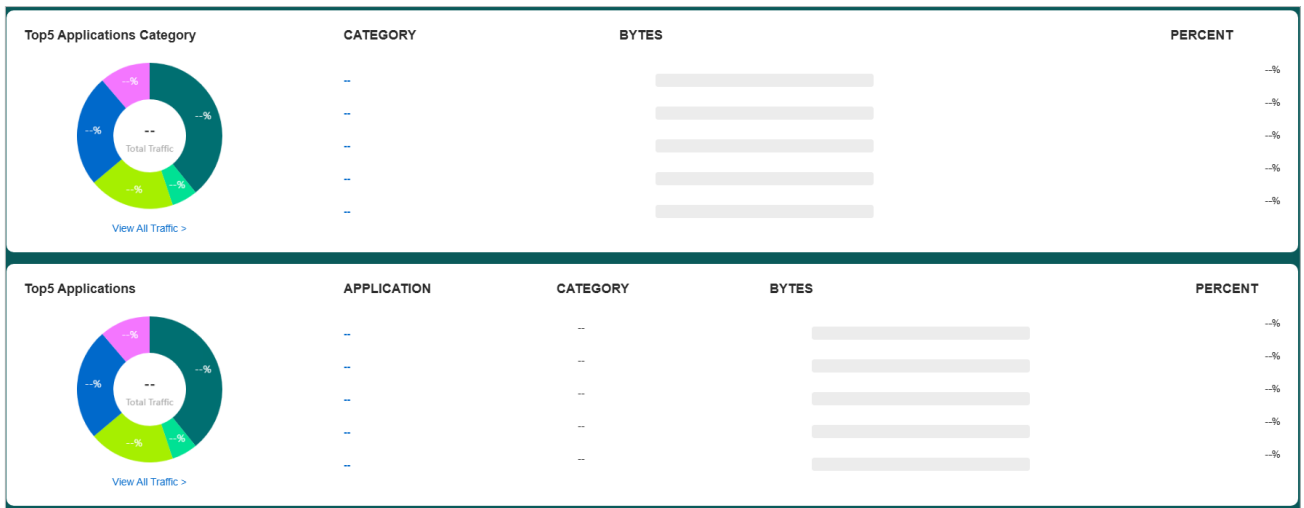 Top5 Applications Category CATEGORY BYTES PERCENT
--% --% --% --% --%
--
Total Traffic
View All Traffic >
-- --%
-- --%
-- --%
-- --%
-- --%
Top5 Applications APPLICATION CATEGORY BYTES PERCENT
--% --% --% --% --%
--
Total Traffic
View All Traffic >
-- -- --%
-- -- --%
-- -- --%
-- -- --%
-- -- --%